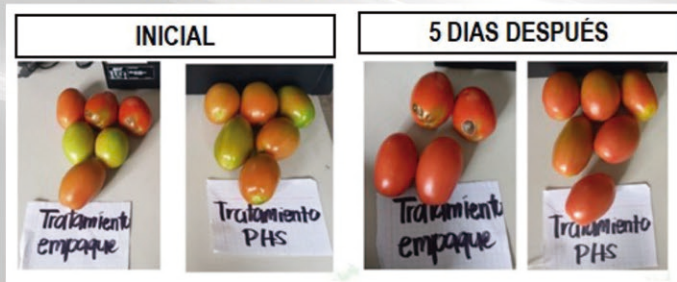 INICIAL
5 DIAS DESPUÉS
Tratamiento
empaque
Tratamiento
PHS
Tratamiento
empaque
Tratamiento
PHS